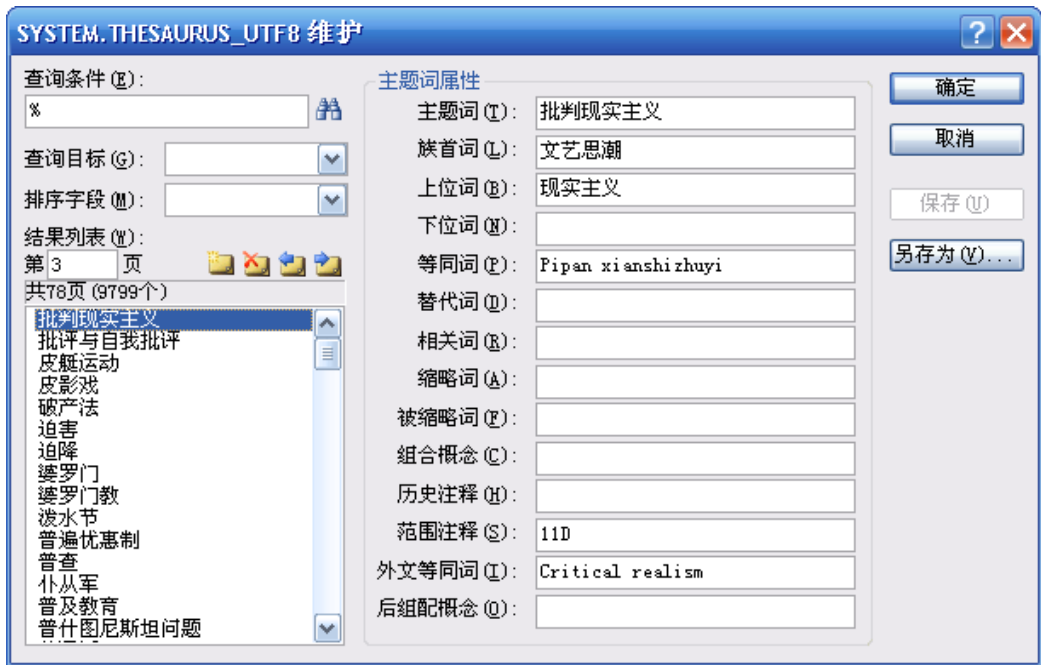 SYSTEM.THESAURUS_UTF8 维护
查询条件(E):
%
查询目标(G):
排序字段(M):
结果列表(W):
第3 页
共78页(9799个)
批判现实主义
批评与自我批评
皮艇运动
皮影戏
破产法
迫害
迫降
婆罗门
婆罗门教
泼水节
普遍优惠制
普查
仆从军
普及教育
普什图尼斯坦问题
主题词属性
主题词(T): 批判现实主义
族首词(L): 文艺思潮
上位词(B): 现实主义
下位词(N):
等同词(P): Pipan xianshizhuyi
替代词(D):
相关词(R):
缩略词(A):
被缩略词(F):
组合概念(C):
历史注释(H):
范围注释(S): 11D
外文等同词(I): Critical realism
后组配概念(O):
确定
取消
保存(U)
另存为(V)...